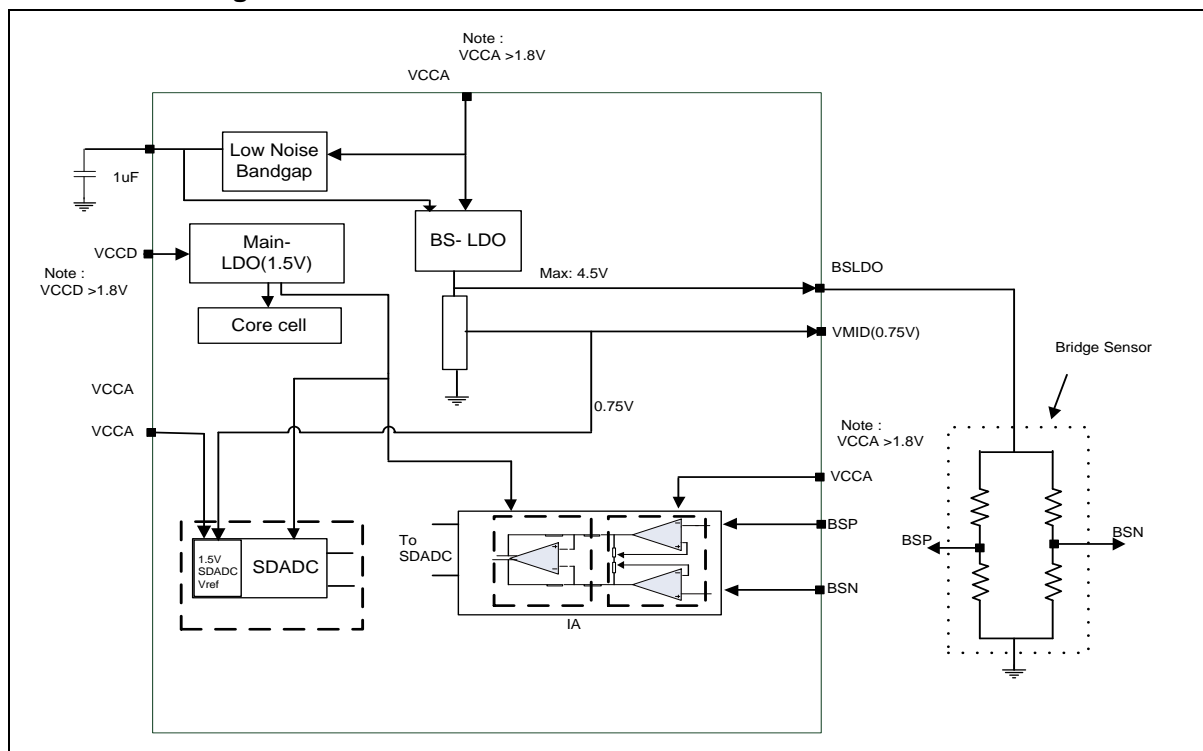 Note :
VCCA >1.8V
VCCA
Low Noise
Bandgap
1uF
BS- LDO
VCCD
Main-
LDO(1.5V)
Note :
VCCD >1.8V
Max: 4.5V
BSLDO
Core cell
VMID(0.75V)
Bridge Sensor
VCCA
0.75V
VCCA
Note :
VCCA >1.8V
VCCA
BSP
BSP
BSN
To
SDADC
1.5V
SDADC
Vref
SDADC
BSN
IA